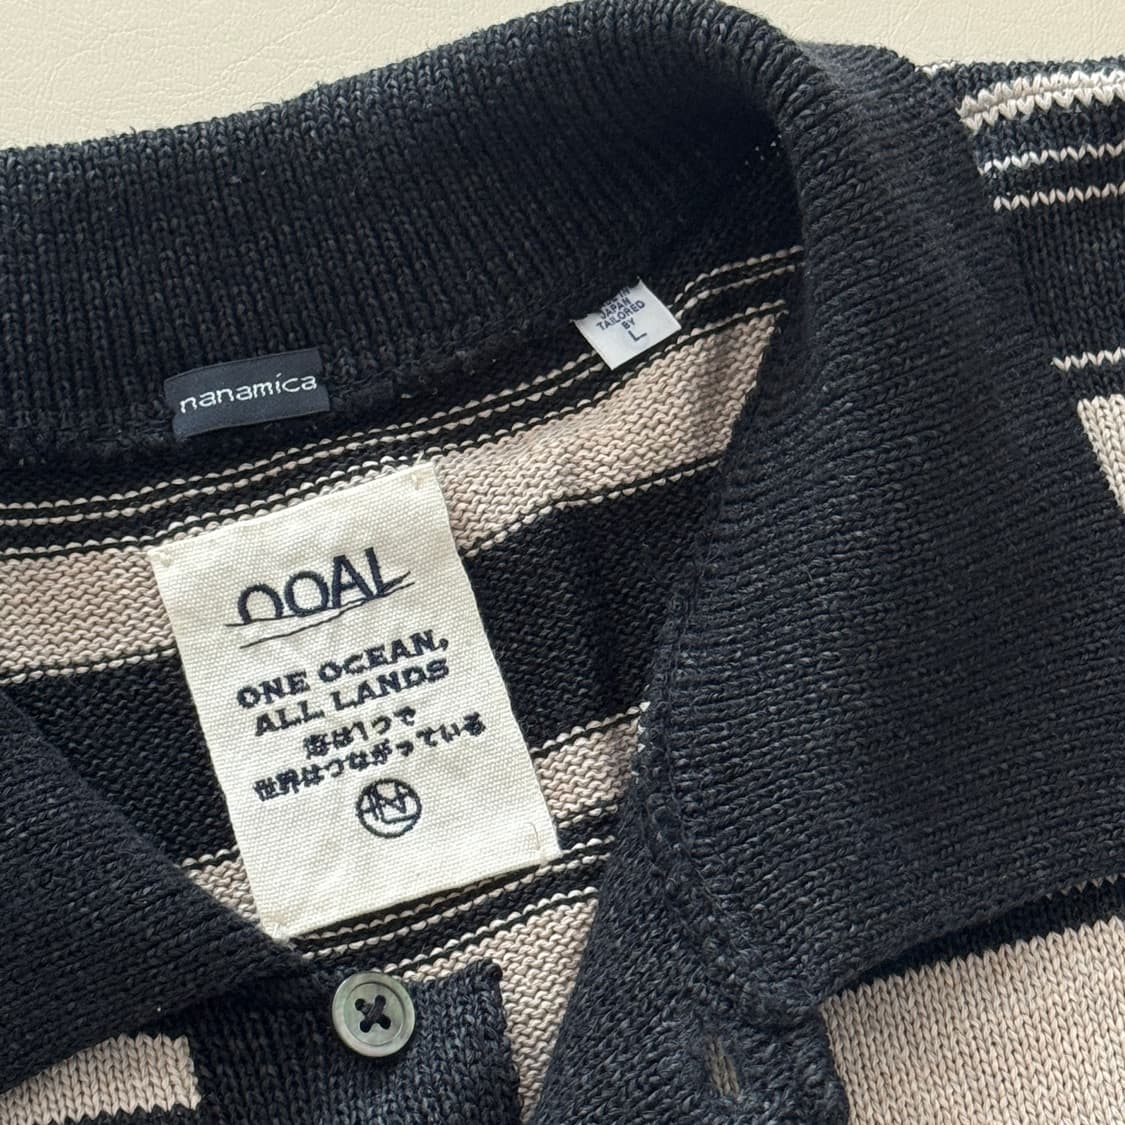 nanamica
MADE IN
JAPAN
TAILORED
BY
L
OOAL
ONE OCEAN,
ALL LANDS
海は1つで
世界はつながっている